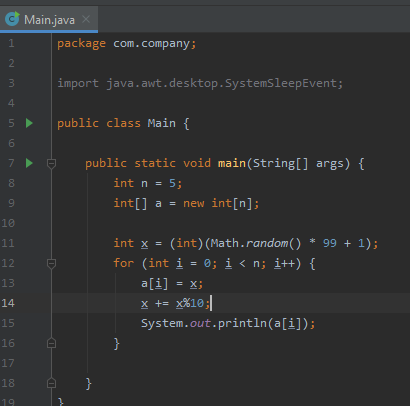 Main.java
1 package com.company;
2
3 import java.awt.desktop.SystemSleepEvent;
4
5 public class Main {
6
7 public static void main(String[] args) {
8 int n = 5;
9 int[] a = new int[n];
10
11 int x = (int)(Math.random() * 99 + 1);
12 for (int i = 0; i < n; i++) {
13 a[i] = x;
14 x += x%10;
15 System.out.println(a[i]);
16 }
17
18 }
19 }